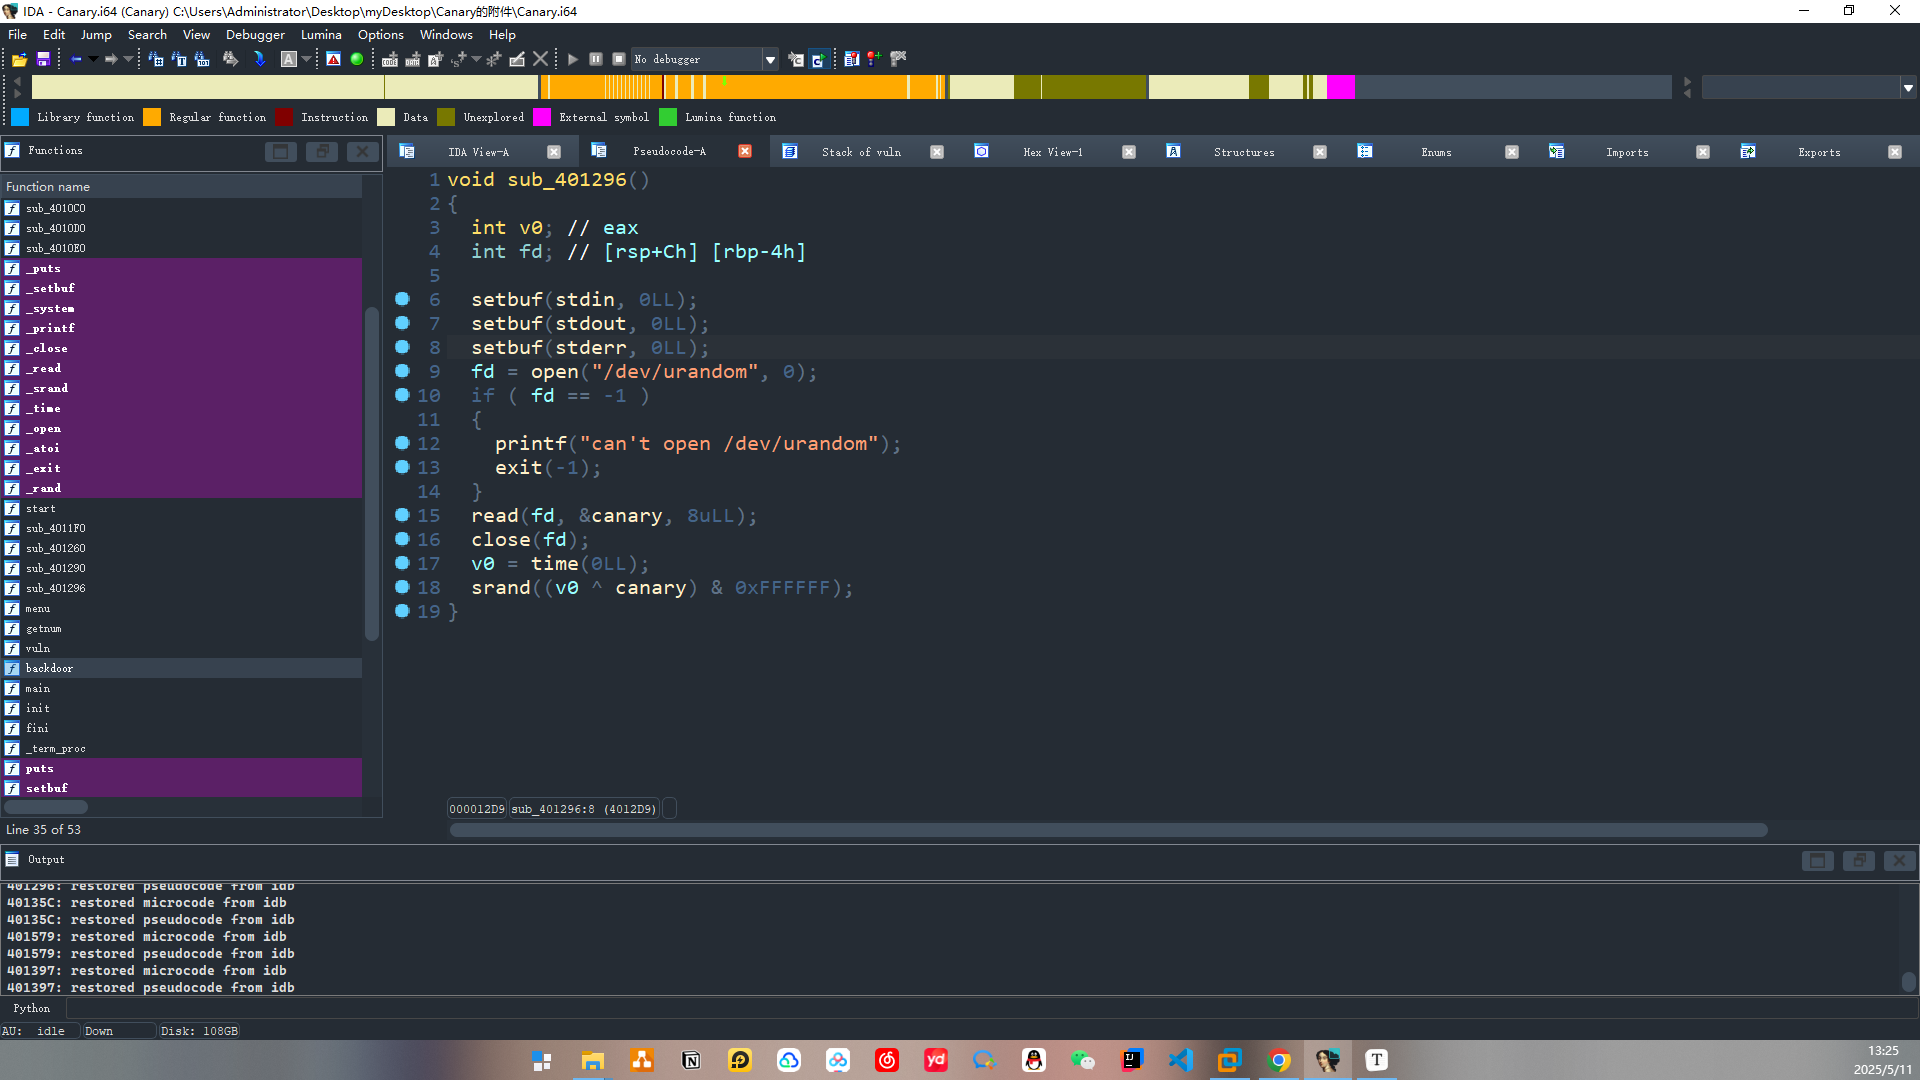 IDA - Canary.i64 (Canary) C:\Users\Administrator\Desktop\myDesktop\Canary的附件\Canary.i64
File Edit Jump Search View Debugger Lumina Options Windows Help
No debugger
Library function Regular function Instruction Data Unexplored External symbol Lumina function
Functions
Function name
sub_4010C0
sub_4010D0
sub_4010E0
_puts
_setbuf
_system
_printf
_close
_read
_srand
_time
_open
_atoi
_exit
_rand
start
sub_4011F0
sub_401260
sub_401290
sub_401296
menu
getnum
vuln
backdoor
main
init
fini
_term_proc
puts
setbuf
Line 35 of 53
IDA View-A Pseudocode-A Stack of vuln Hex View-1 Structures Enums Imports Exports
1 void sub_401296()
2 {
3 int v0; // eax
4 int fd; // [rsp+Ch] [rbp-4h]
5
6 setbuf(stdin, 0LL);
7 setbuf(stdout, 0LL);
8 setbuf(stderr, 0LL);
9 fd = open("/dev/urandom", 0);
10 if ( fd == -1 )
11 {
12 printf("can't open /dev/urandom");
13 exit(-1);
14 }
15 read(fd, &canary, 8uLL);
16 close(fd);
17 v0 = time(0LL);
18 srand((v0 ^ canary) & 0xFFFFFF);
19 }
000012D9 sub_401296:8 (4012D9)
Output
401296: restored pseudocode from idb
40135C: restored microcode from idb
40135C: restored pseudocode from idb
401579: restored microcode from idb
401579: restored pseudocode from idb
401397: restored microcode from idb
401397: restored pseudocode from idb
Python
AU: idle Down Disk: 108GB
yd
T
13:25
2025/5/11